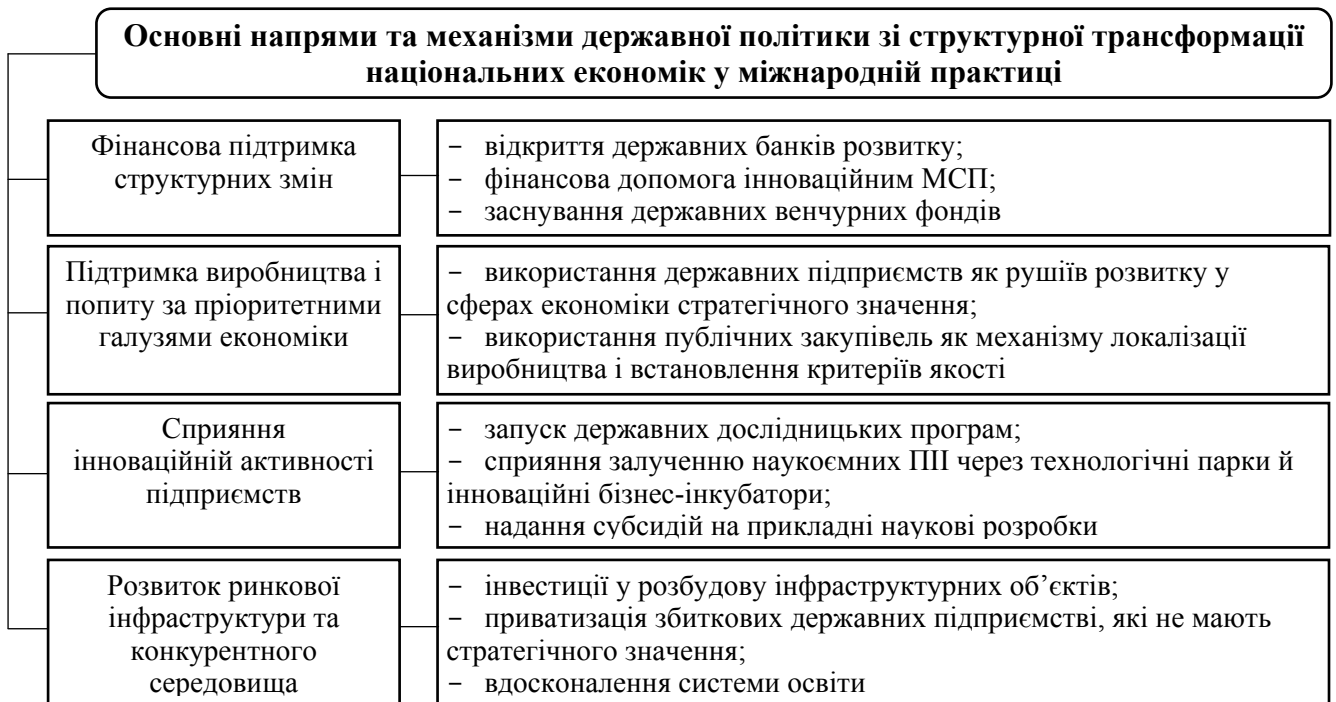 Основні напрями та механізми державної політики зі структурної трансформації
національних економік у міжнародній практиці
Фінансова підтримка
структурних змін
− відкриття державних банків розвитку;
− фінансова допомога інноваційним МСП;
− заснування державних венчурних фондів
Підтримка виробництва і
попиту за пріоритетними
галузями економіки
− використання державних підприємств як рушіїв розвитку у
сферах економіки стратегічного значення;
− використання публічних закупівель як механізму локалізації
виробництва і встановлення критеріїв якості
Сприяння
інноваційній активності
підприємств
− запуск державних дослідницьких програм;
− сприяння залученню наукоємних ПІІ через технологічні парки й
інноваційні бізнес-інкубатори;
− надання субсидій на прикладні наукові розробки
Розвиток ринкової
інфраструктури та
конкурентного
середовища
− інвестиції у розбудову інфраструктурних об’єктів;
− приватизація збиткових державних підприємстві, які не мають
стратегічного значення;
− вдосконалення системи освіти